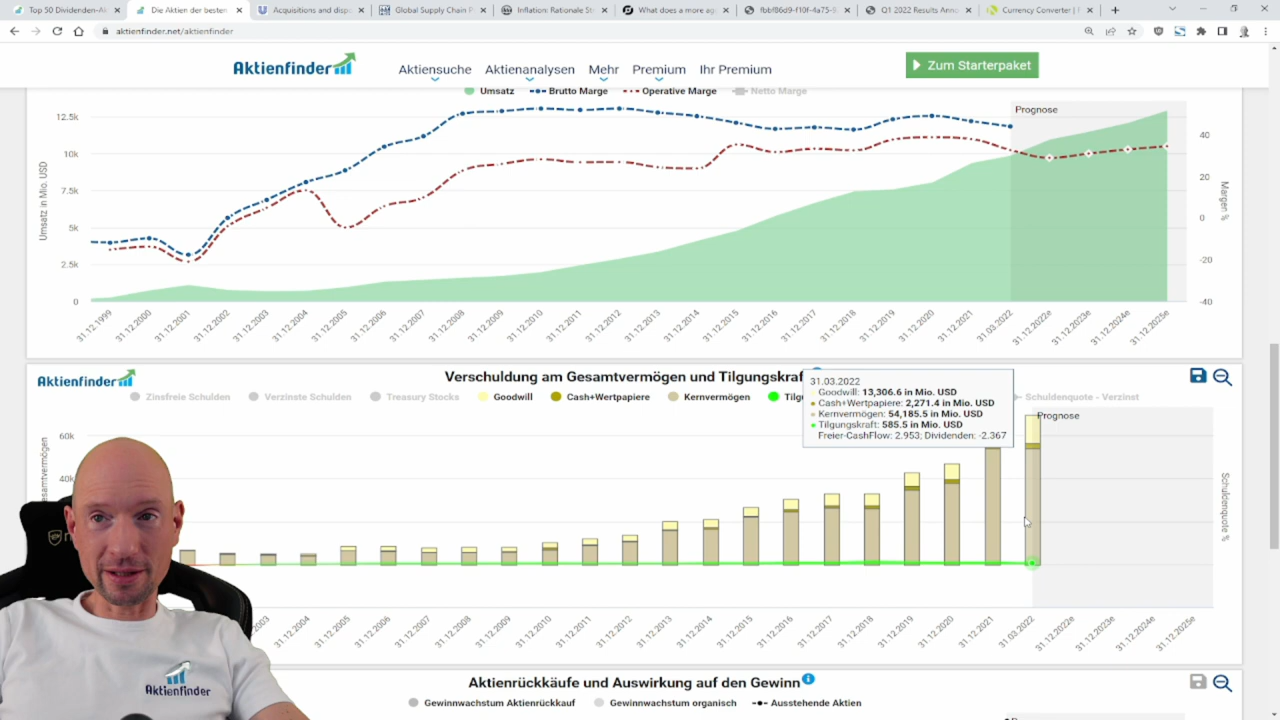 Top 50 Dividenden-Al
Die Aktien der besten
Acquisitions and dispo
Global Supply Chain P
Inflation: Rationale St
What does a more ag
fbbf86d9-f10f-4a75-9
Q1 2022 Results Anno
Currency Converter | F
aktienfinder.net/aktienfinder
Aktienfinder
Aktiensuche
Aktienanalysen
Mehr
Premium
Ihr Premium
Zum Starterpaket
Umsatz
Brutto Marge
Operative Marge
Netto Marge
Prognose
Umsatz in Mio. USD
12.5k
10k
7.5k
5k
2.5k
0
Margen %
40
20
0
-20
-40
31.12.1999
31.12.2000
31.12.2001
31.12.2002
31.12.2003
31.12.2004
31.12.2005
31.12.2006
31.12.2007
31.12.2008
31.12.2009
31.12.2010
31.12.2011
31.12.2012
31.12.2013
31.12.2014
31.12.2015
31.12.2016
31.12.2017
31.12.2018
31.12.2019
31.12.2020
31.12.2021
31.03.2022
31.12.2022e
31.12.2023e
31.12.2024e
31.12.2025e
Aktienfinder
Verschuldung am Gesamtvermögen und Tilgungskraf
Zinsfreie Schulden
Verzinste Schulden
Treasury Stocks
Goodwill
Cash+Wertpapiere
Kernvermögen
Tilg
Schuldenquote - Verzinst
31.03.2022
Goodwill: 13,306.6 in Mio. USD
Cash+Wertpapiere: 2,271.4 in Mio. USD
Kernvermögen: 54,185.5 in Mio. USD
Tilgungskraft: 585.5 in Mio. USD
Freier-CashFlow: 2.953; Dividenden: -2.367
Prognose
60k
40k
esamtvermögen
Schuldenquote %
2003
31.12.2004
31.12.2005
31.12.2006
31.12.2007
31.12.2008
31.12.2009
31.12.2010
31.12.2011
31.12.2012
31.12.2013
31.12.2014
31.12.2015
31.12.2016
31.12.2017
31.12.2018
31.12.2019
31.12.2020
31.12.2021
31.03.2022
31.12.2022e
31.12.2023e
31.12.2024e
31.12.2025e
Aktienfinder
Aktienrückkäufe und Auswirkung auf den Gewinn
Gewinnwachstum Aktienrückkauf
Gewinnwachstum organisch
Ausstehende Aktien